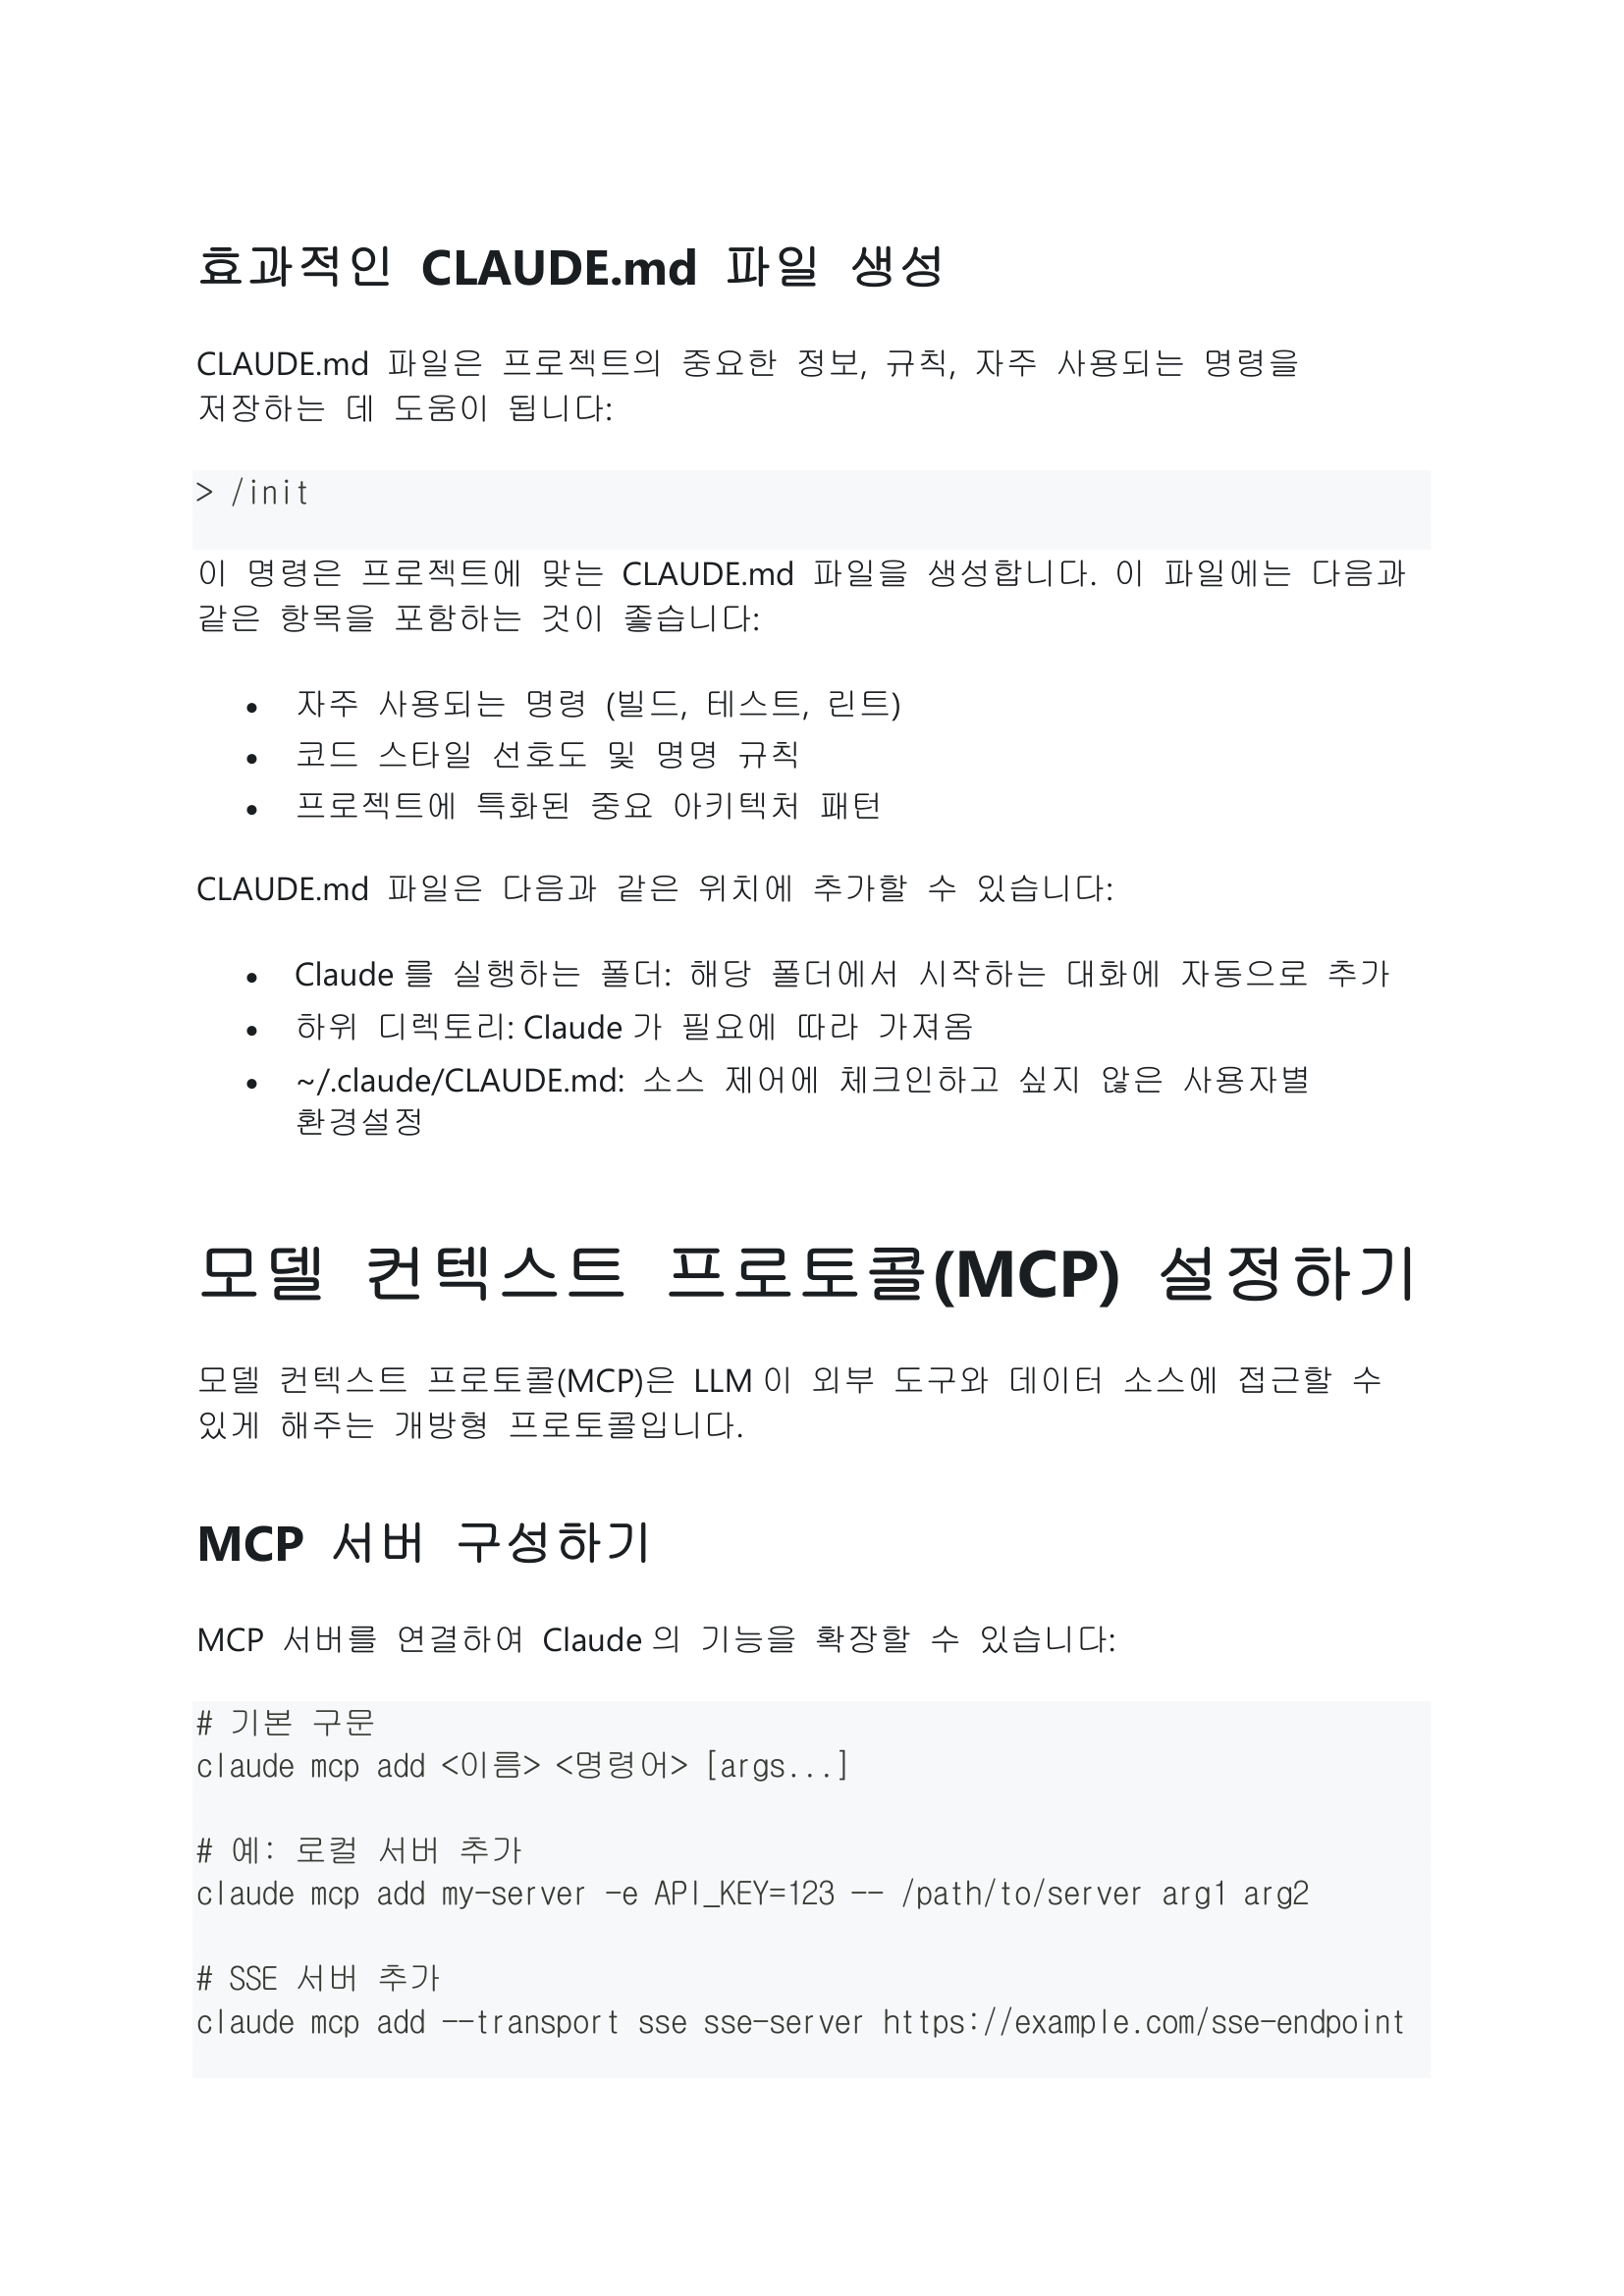 효과적인 CLAUDE.md 파일 생성
CLAUDE.md 파일은 프로젝트의 중요한 정보, 규칙, 자주 사용되는 명령을
저장하는 데 도움이 됩니다:
> /init
이 명령은 프로젝트에 맞는 CLAUDE.md 파일을 생성합니다. 이 파일에는 다음과
같은 항목을 포함하는 것이 좋습니다:
• 자주 사용되는 명령 (빌드, 테스트, 린트)
• 코드 스타일 선호도 및 명명 규칙
• 프로젝트에 특화된 중요 아키텍처 패턴
CLAUDE.md 파일은 다음과 같은 위치에 추가할 수 있습니다:
• Claude 를 실행하는 폴더: 해당 폴더에서 시작하는 대화에 자동으로 추가
• 하위 디렉토리: Claude 가 필요에 따라 가져옴
• ~/.claude/CLAUDE.md: 소스 제어에 체크인하고 싶지 않은 사용자별
환경설정
모델 컨텍스트 프로토콜(MCP) 설정하기
모델 컨텍스트 프로토콜(MCP)은 LLM 이 외부 도구와 데이터 소스에 접근할 수
있게 해주는 개방형 프로토콜입니다.
MCP 서버 구성하기
MCP 서버를 연결하여 Claude 의 기능을 확장할 수 있습니다:
# 기본 구문
claude mcp add <이름> <명령어> [args...]
# 예: 로컬 서버 추가
claude mcp add my-server -e API_KEY=123 -- /path/to/server arg1 arg2
# SSE 서버 추가
claude mcp add --transport sse sse-server https://example.com/sse-endpoint